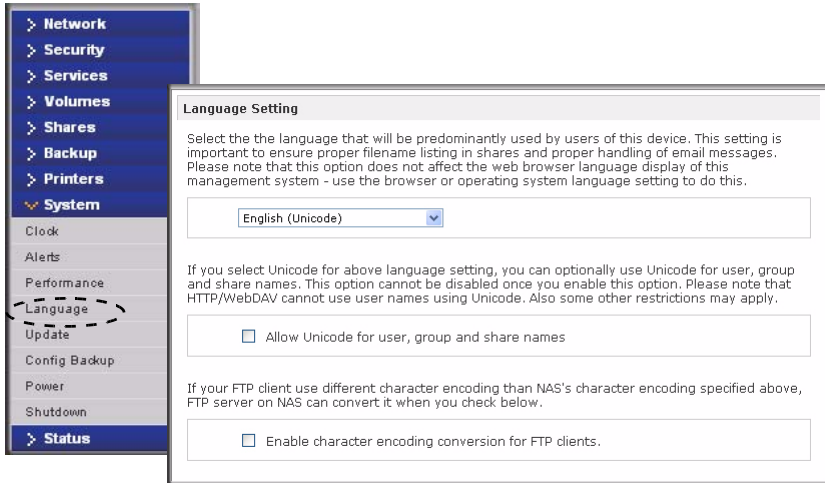 > Network
> Security
> Services
> Volumes
> Shares
> Backup
> Printers
System
Clock
Alerts
Performance
Language
Update
Config Backup
Power
Shutdown
> Status
Language Setting
Select the the language that will be predominantly used by users of this device. This setting is
important to ensure proper filename listing in shares and proper handling of email messages.
Please note that this option does not affect the web browser language display of this
management system - use the browser or operating system language setting to do this.
English (Unicode)
If you select Unicode for above language setting, you can optionally use Unicode for user, group
and share names. This option cannot be disabled once you enable this option. Please note that
HTTP/WebDAV cannot use user names using Unicode. Also some other restrictions may apply.
Allow Unicode for user, group and share names
If your FTP client use different character encoding than NAS's character encoding specified above,
FTP server on NAS can convert it when you check below.
Enable character encoding conversion for FTP clients.